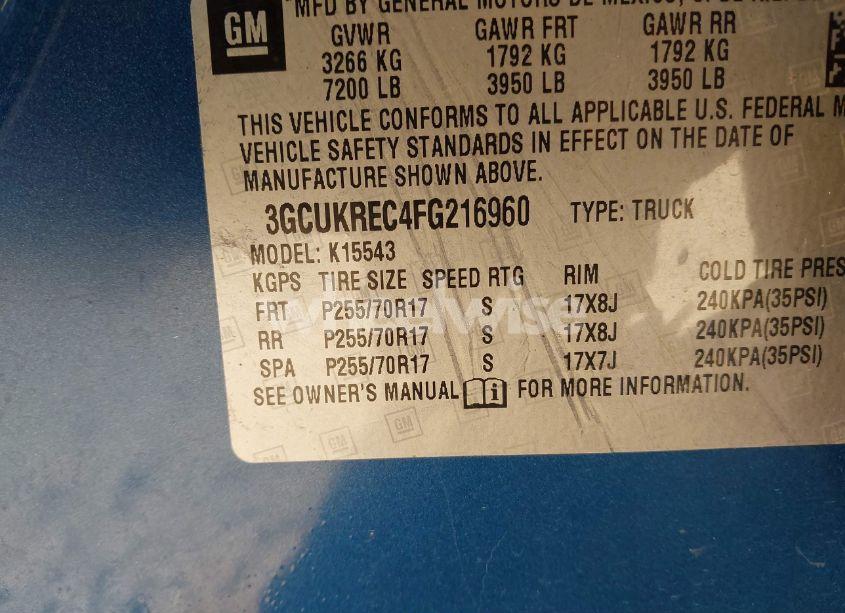 GM
MFD BY GENERAL MOTORS DE MEXICO,
GVWR GAWR FRT GAWR RR
3266 KG 1792 KG 1792 KG
7200 LB 3950 LB 3950 LB
THIS VEHICLE CONFORMS TO ALL APPLICABLE U.S. FEDERAL M
VEHICLE SAFETY STANDARDS IN EFFECT ON THE DATE OF
MANUFACTURE SHOWN ABOVE.
3GCUKREC4FG216960 TYPE: TRUCK
MODEL: K15543
KGPS TIRE SIZE SPEED RTG RIM COLD TIRE PRES
FRT P255/70R17 S 17X8J 240KPA(35PSI)
RR P255/70R17 S 17X8J 240KPA(35PSI)
SPA P255/70R17 S 17X7J 240KPA(35PSI)
SEE OWNER'S MANUAL FOR MORE INFORMATION.
GM